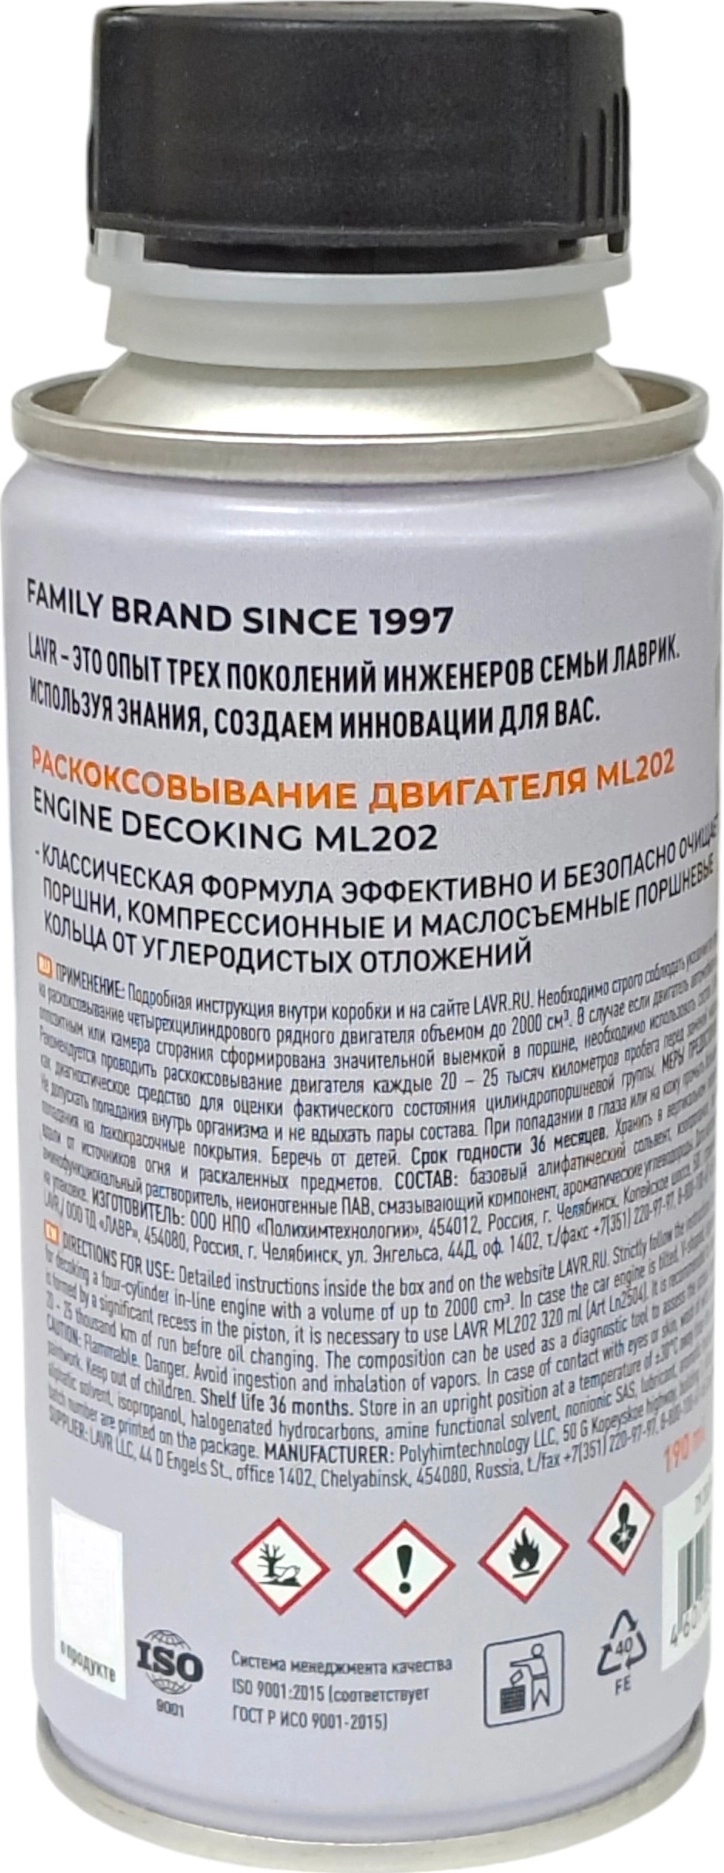 FAMILY BRAND SINCE 1997
LAVR – ЭТО ОПЫТ ТРЕХ ПОКОЛЕНИЙ ИНЖЕНЕРОВ СЕМЬИ ЛАВРИК.
ИСПОЛЬЗУЯ ЗНАНИЯ, СОЗДАЕМ ИННОВАЦИИ ДЛЯ ВАС.
РАСКОКСОВЫВАНИЕ ДВИГАТЕЛЯ ML202
ENGINE DECOKING ML202
- КЛАССИЧЕСКАЯ ФОРМУЛА ЭФФЕКТИВНО И БЕЗОПАСНО ОЧИЩАЕТ
ПОРШНИ, КОМПРЕССИОННЫЕ И МАСЛОСЪЕМНЫЕ ПОРШНЕВЫЕ
КОЛЬЦА ОТ УГЛЕРОДИСТЫХ ОТЛОЖЕНИЙ
RU ПРИМЕНЕНИЕ: Подробная инструкция внутри коробки и на сайте LAVR.RU. Необходимо строго соблюдать
на раскоксовывание четырехцилиндрового рядного двигателя объемом до 2000 см³. В случае если двигатель автомобиля
оппозитным или камера сгорания сформирована значительной выемкой в поршне, необходимо использовать состав
Рекомендуется проводить раскоксовывание двигателя каждые 20 – 25 тысяч километров пробега перед заменой
как диагностическое средство для оценки фактического состояния цилиндропоршневой группы. МЕРЫ
Не допускать попадания внутрь организма и не вдыхать пары состава. При попадании в глаза или на кожу промыть
попадания на лакокрасочные покрытия. Беречь от детей. Срок годности 36 месяцев. Хранить в вертикальном
вдали от источников огня и раскаленных предметов. СОСТАВ: базовый алифатический сольвент, изопропанол,
аминофункциональный растворитель, неионогенные ПАВ, смазывающий компонент, ароматические углеводороды.
на упаковке. ИЗГОТОВИТЕЛЬ: ООО НПО «Полихимтехнологии», 454012, Россия, г. Челябинск, Копейское шоссе,
LAVR / ООО ТД «ЛАВР», 454080, Россия, г. Челябинск, ул. Энгельса, 44Д, оф. 1402, т./факс +7(351) 220-97-97,
EN DIRECTIONS FOR USE: Detailed instructions inside the box and on the website LAVR.RU. Strictly follow the
for decoking a four-cylinder in-line engine with a volume of up to 2000 cm³. In case the car engine is tilted, V-shaped,
is formed by a significant recess in the piston, it is necessary to use LAVR ML202 320 ml (Art Ln2504). It is recommended
20 - 25 thousand km of run before oil changing. The composition can be used as a diagnostic tool to assess the
CAUTION: Flammable. Danger. Avoid ingestion and inhalation of vapors. In case of contact with eyes or skin, wash
paintwork. Keep out of children. Shelf life 36 months. Store in an upright position at a temperature of ±30°C
aliphatic solvent, isopropanol, halogenated hydrocarbons, amine functional solvent, nonionic SAS, lubricant,
batch number are printed on the package. MANUFACTURER: Polyhimtechnology LLC, 50 G Kopeyskoe highway,
SUPPLIER: LAVR LLC, 44 D Engels St., office 1402, Chelyabinsk, 454080, Russia, t./fax +7(351) 220-97-97,
190
о продукте
ISO
9001
Система менеджмента качества
ISO 9001:2015 (соответствует
ГОСТ Р ИСО 9001-2015)
40
FE